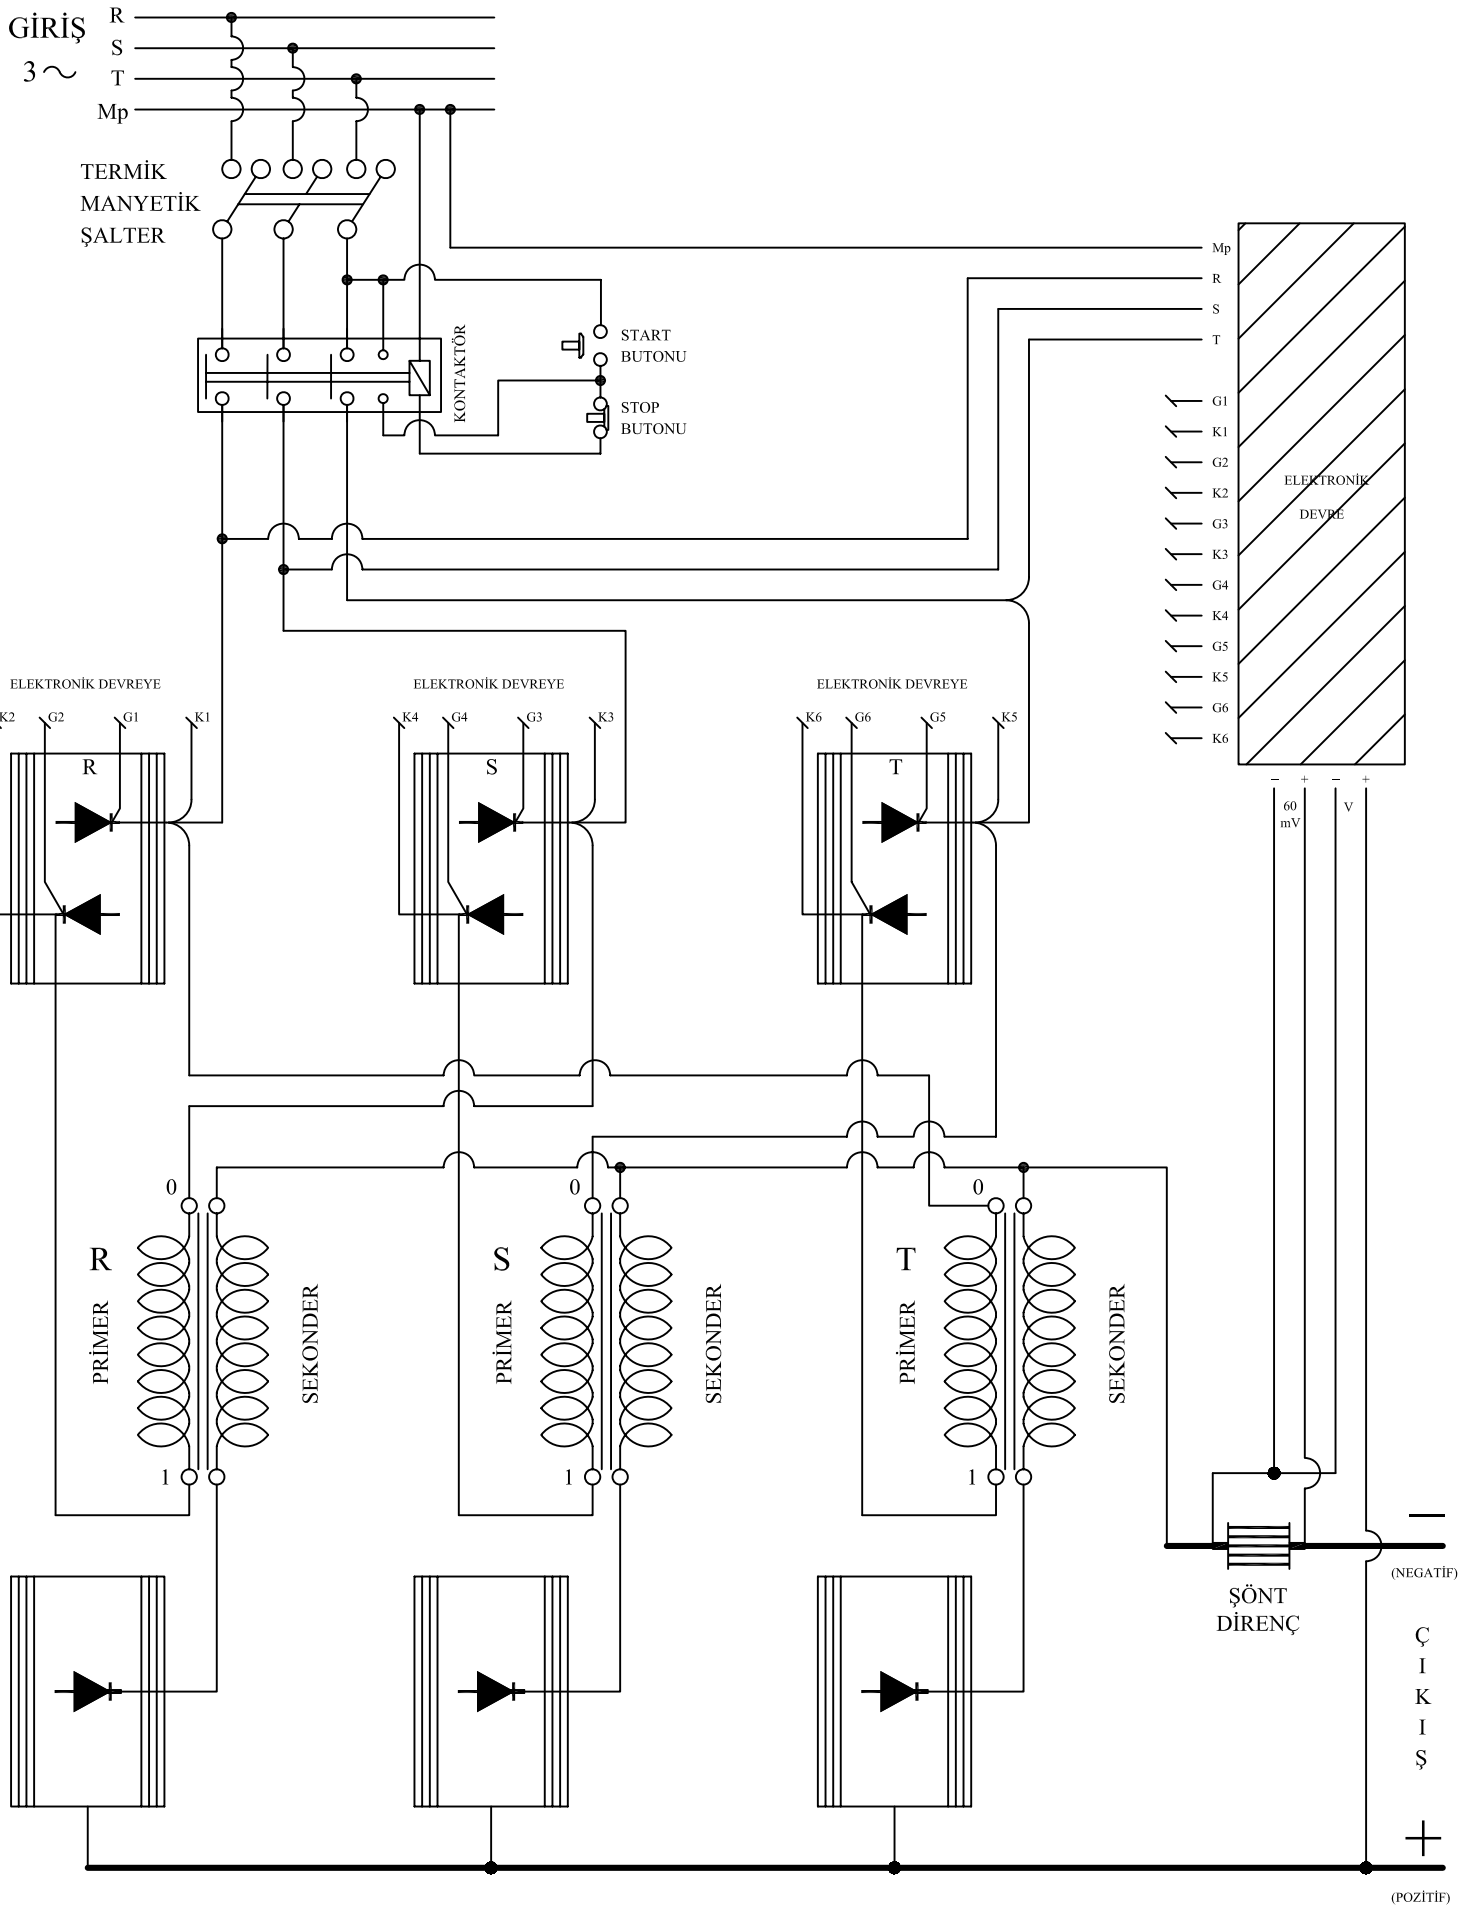 GİRİŞ
3
R
S
T
Mp
TERMİK
MANYETİK
ŞALTER
KONTAKTÖR
START
BUTONU
STOP
BUTONU
Mp
R
S
T
G1
K1
G2
K2
G3
K3
G4
K4
G5
K5
G6
K6
ELEKTRONİK
DEVRE
− + − +
60
mV
V
ELEKTRONİK DEVREYE
K2 G2 G1 K1
R
ELEKTRONİK DEVREYE
K4 G4 G3 K3
S
ELEKTRONİK DEVREYE
K6 G6 G5 K5
T
0
R
PRİMER
SEKONDER
1
0
S
PRİMER
SEKONDER
1
0
T
PRİMER
SEKONDER
1
−
(NEGATİF)
ŞÖNT
DİRENÇ
Ç
I
K
I
Ş
+
(POZİTİF)